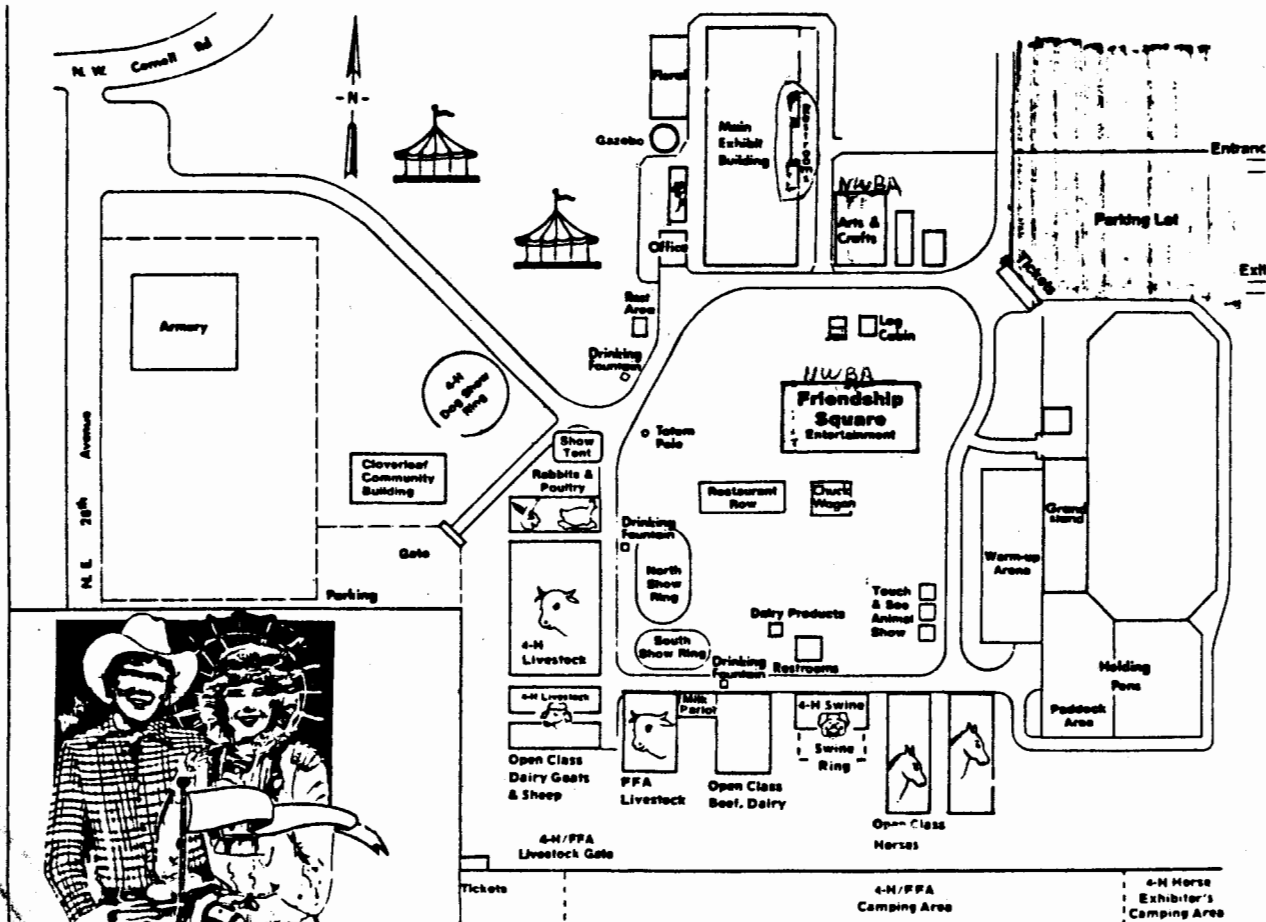 N. W. Cornell Rd
- N -
Floral
Gazebo
Main
Exhibit
Building
Restrooms
Entranc
NWBA
Arts &
Crafts
Parking Lot
Office
Tickets
Exit
Rest
Area
Armory
Jail
Log
Cabin
Drinking
Fountain
NWBA
4-H
Dog Show
Ring
Friendship
Square
Entertainment
Totem
Pole
Show
Tent
N. E. 28th Avenue
Cloverleaf
Community
Building
Rabbits &
Poultry
Restaurant
Row
Chuck
Wagon
Grand
stand
Drinking
Fountain
Gate
Warm-up
Arena
North
Show
Ring
Parking
Touch
& See
Animal
Show
Dairy Products
4-H
Livestock
South
Show Ring
Drinking
Fountain
Restrooms
Holding
Pens
4-H Livestock
Milk
Parlor
4-H Swine
Paddock
Area
Swine
Ring
Open Class
Dairy Goats
& Sheep
FFA
Livestock
Open Class
Beef, Dairy
Open Class
Horses
4-H/FFA
Livestock Gate
Tickets
4-H/FFA
Camping Area
4-H Horse
Exhibitor's
Camping Area